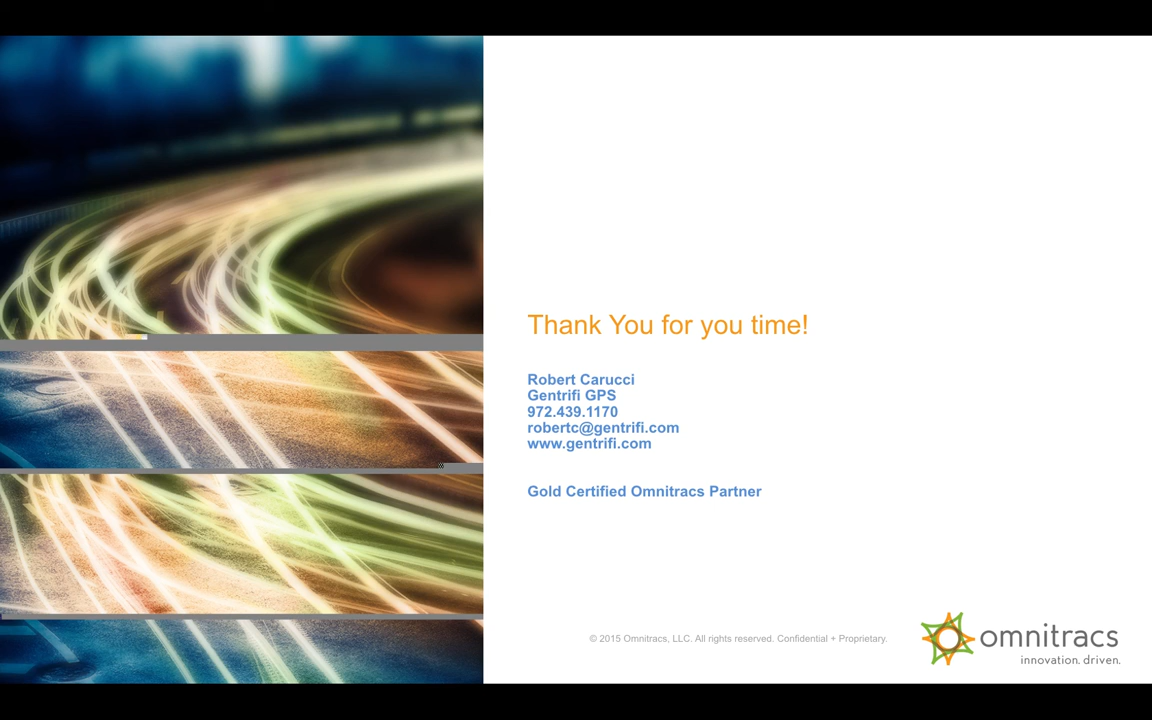 Thank You for you time!
Robert Carucci
Gentrifi GPS
972.439.1170
robertc@gentrifi.com
www.gentrifi.com
Gold Certified Omnitracs Partner
© 2015 Omnitracs, LLC. All rights reserved. Confidential + Proprietary.
omnitracs
innovation. driven.